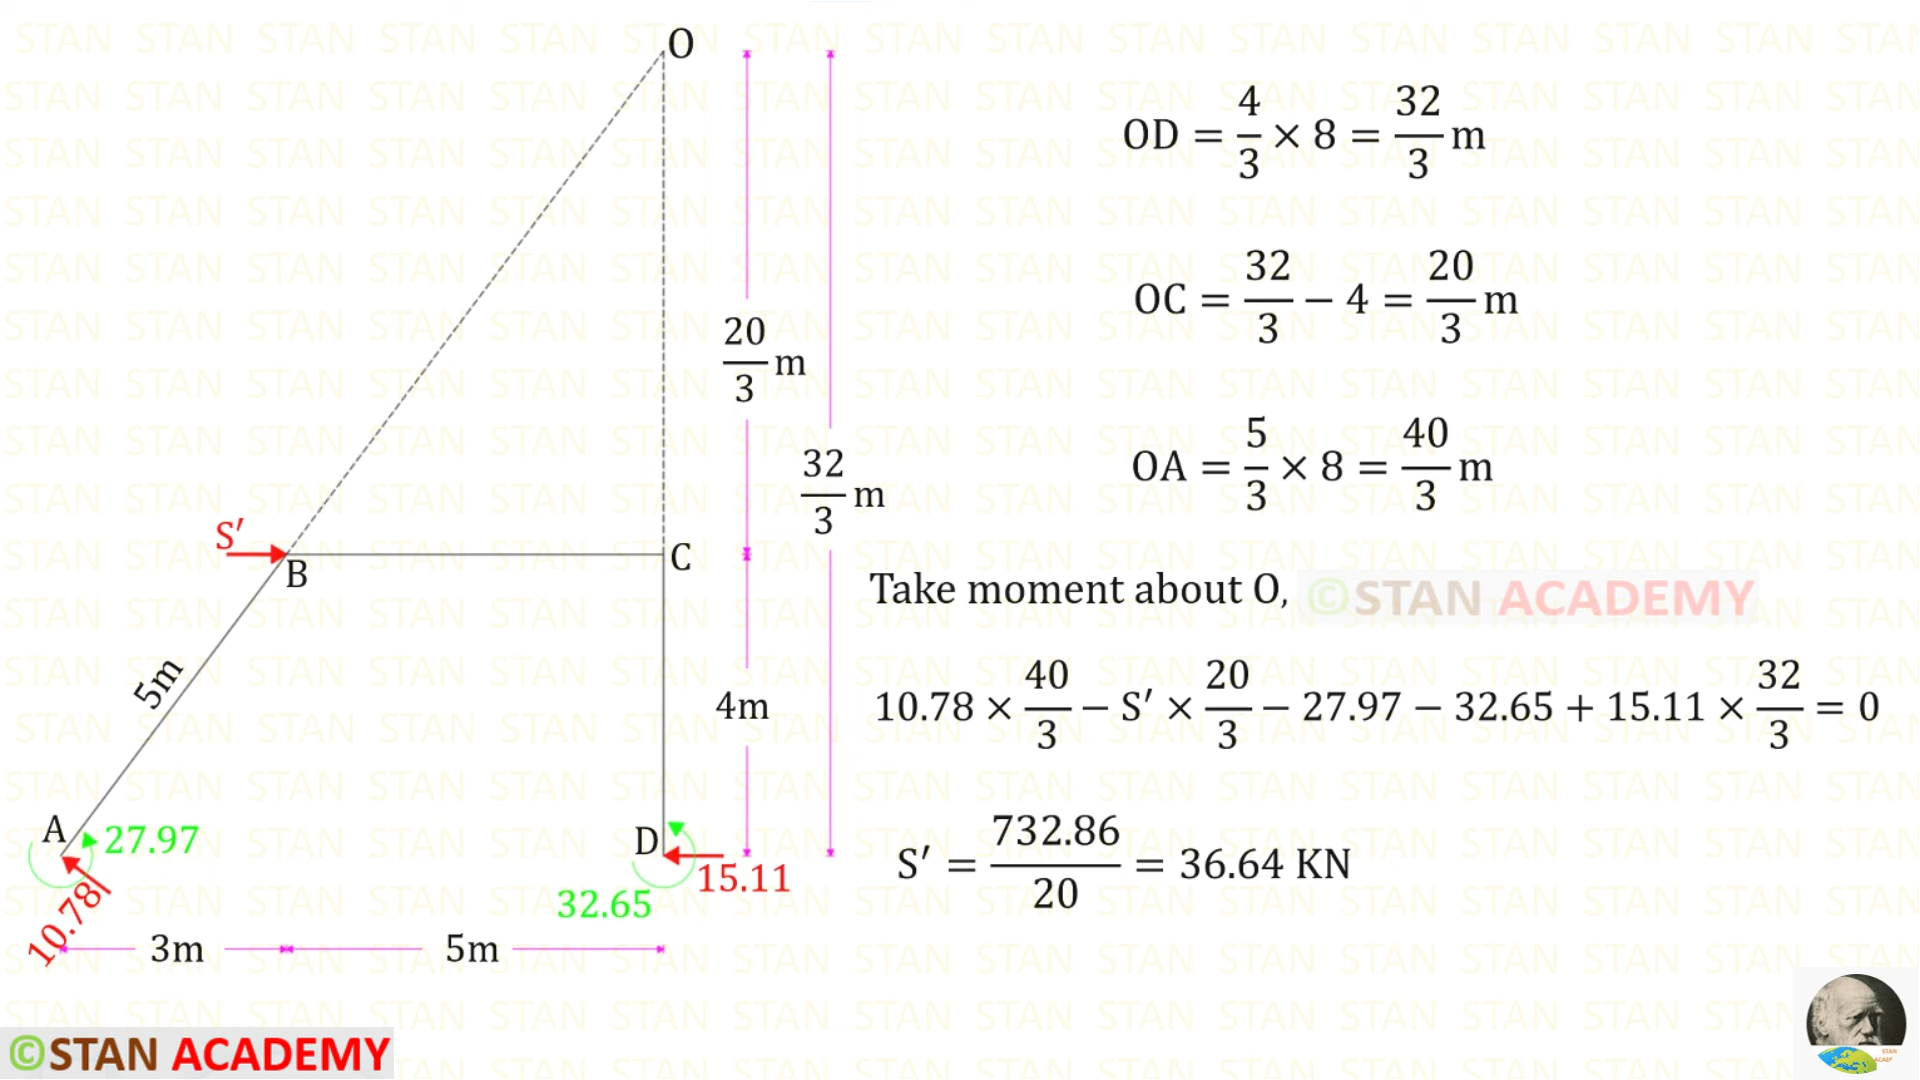 O
OD = 4/3 × 8 = 32/3 m
OC = 32/3 − 4 = 20/3 m
20/3 m
OA = 5/3 × 8 = 40/3 m
32/3 m
S′
B
C
Take moment about O,
©STAN ACADEMY
5m
4m
10.78 × 40/3 − S′ × 20/3 − 27.97 − 32.65 + 15.11 × 32/3 = 0
A
27.97
D
15.11
32.65
10.78
S′ = 732.86/20 = 36.64 KN
3m
5m
©STAN ACADEMY